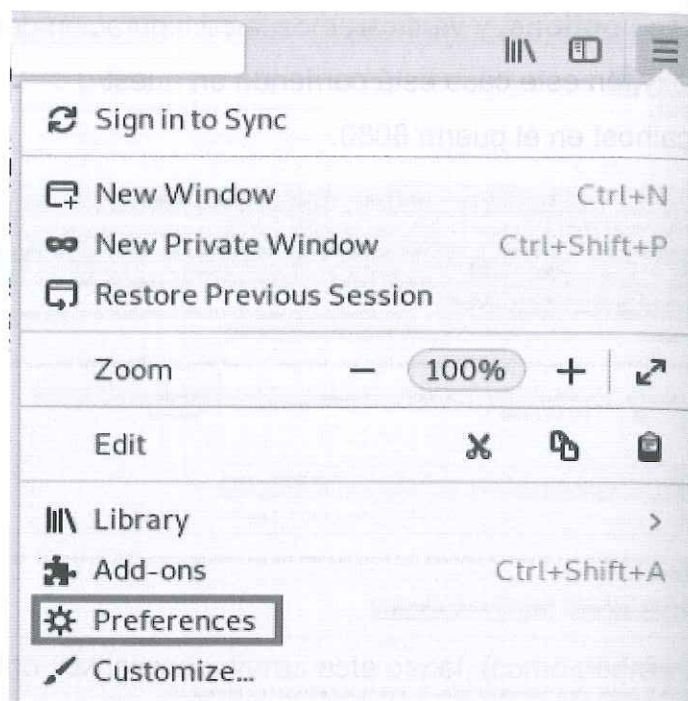 Sign in to Sync
New Window Ctrl+N
New Private Window Ctrl+Shift+P
Restore Previous Session
Zoom 100%
Edit
Library
Add-ons Ctrl+Shift+A
Preferences
Customize...